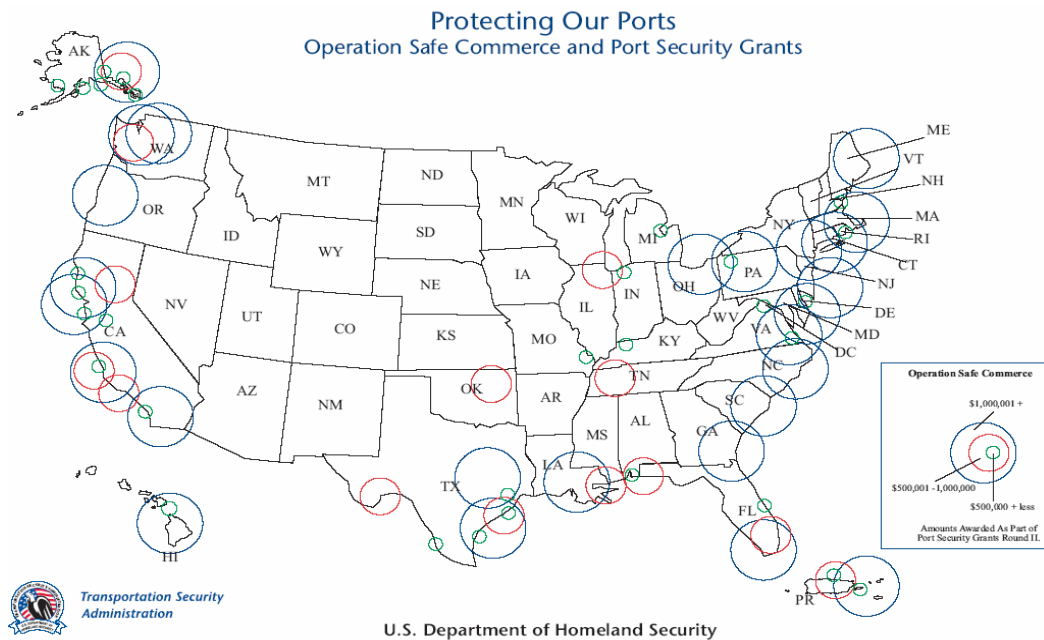 Protecting Our Ports
Operation Safe Commerce and Port Security Grants
AK
WA
MT
ND
MN
ME
VT
NH
MA
RI
CT
NJ
DE
MD
DC
OR
ID
WY
SD
WI
MI
NY
PA
IA
NE
NV
UT
CO
KS
MO
IL
IN
OH
WV
VA
KY
CA
AZ
NM
OK
AR
TN
NC
SC
MS
AL
GA
LA
TX
FL
HI
PR
Operation Safe Commerce
$1,000,001 +
$500,001 -1,000,000
$500,000 + less
Amounts Awarded As Part of
Port Security Grants Round II.
Transportation Security
Administration
U.S. Department of Homeland Security